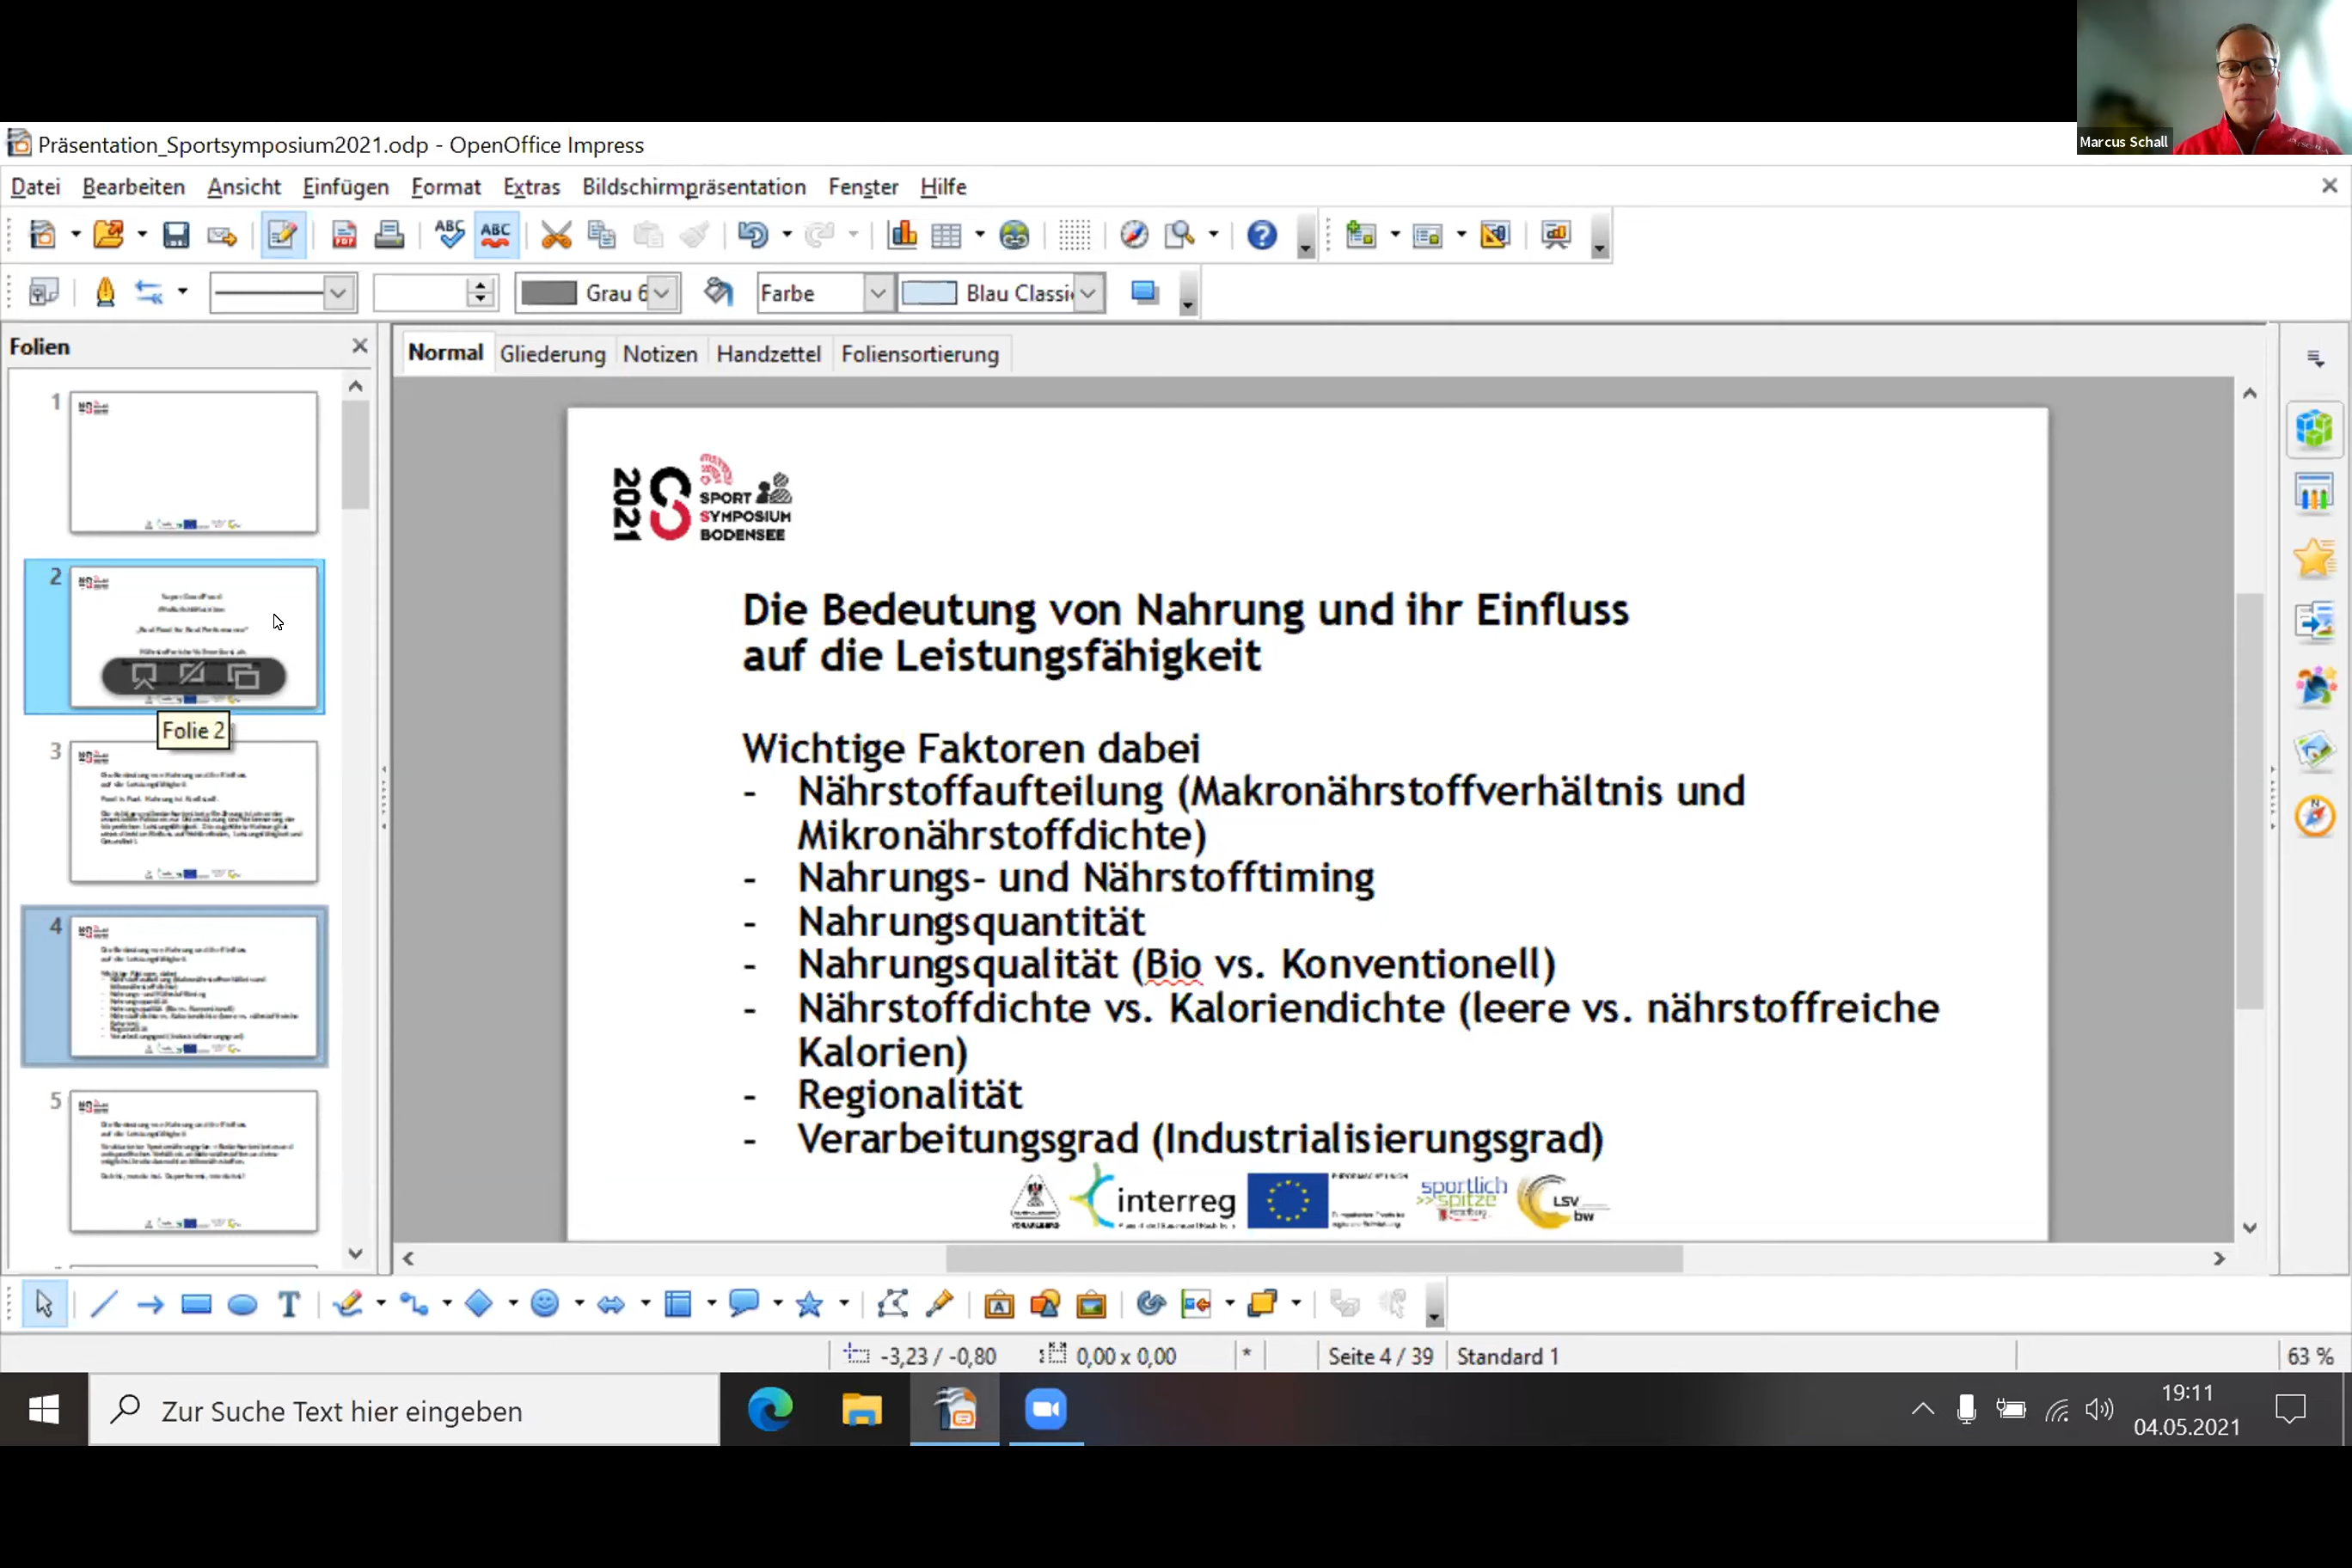 Marcus Schall
Präsentation_Sportsymposium2021.odp - OpenOffice Impress
Datei Bearbeiten Ansicht Einfügen Format Extras Bildschirmpräsentation Fenster Hilfe
ABC ABC
PDF
Grau 6 Farbe Blau Classi
Folien
Normal Gliederung Notizen Handzettel Foliensortierung
1
2
Folie 2
3
4
5
2021
SPORT
SYMPOSIUM
BODENSEE
Die Bedeutung von Nahrung und ihr Einfluss
auf die Leistungsfähigkeit
Wichtige Faktoren dabei
- Nährstoffaufteilung (Makronährstoffverhältnis und
Mikronährstoffdichte)
- Nahrungs- und Nährstofftiming
- Nahrungsquantität
- Nahrungsqualität (Bio vs. Konventionell)
- Nährstoffdichte vs. Kaloriendichte (leere vs. nährstoffreiche
Kalorien)
- Regionalität
- Verarbeitungsgrad (Industrialisierungsgrad)
interreg
sportlich
>>spitze
LSV
bw
-3,23 / -0,80 0,00 x 0,00 * Seite 4 / 39 Standard 1 63 %
Zur Suche Text hier eingeben
19:11
04.05.2021